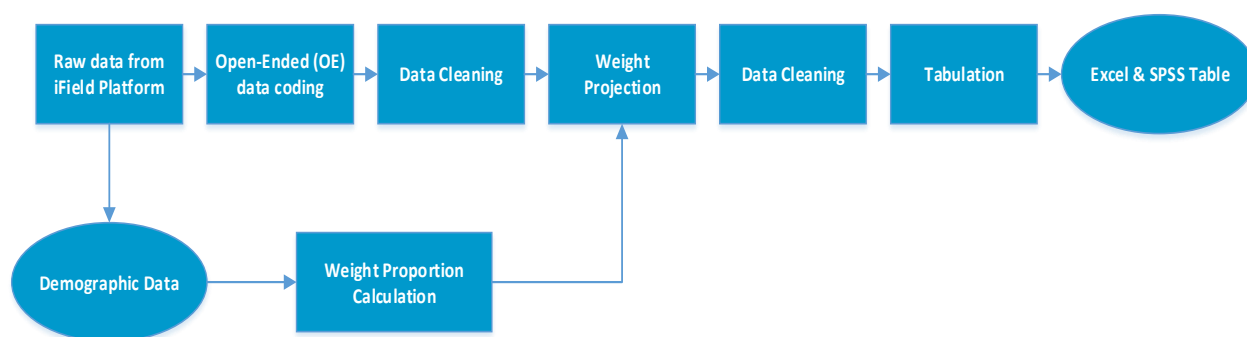 Raw data from
iField Platform
Open-Ended (OE)
data coding
Data Cleaning
Weight
Projection
Data Cleaning
Tabulation
Excel & SPSS Table
Demographic Data
Weight Proportion
Calculation